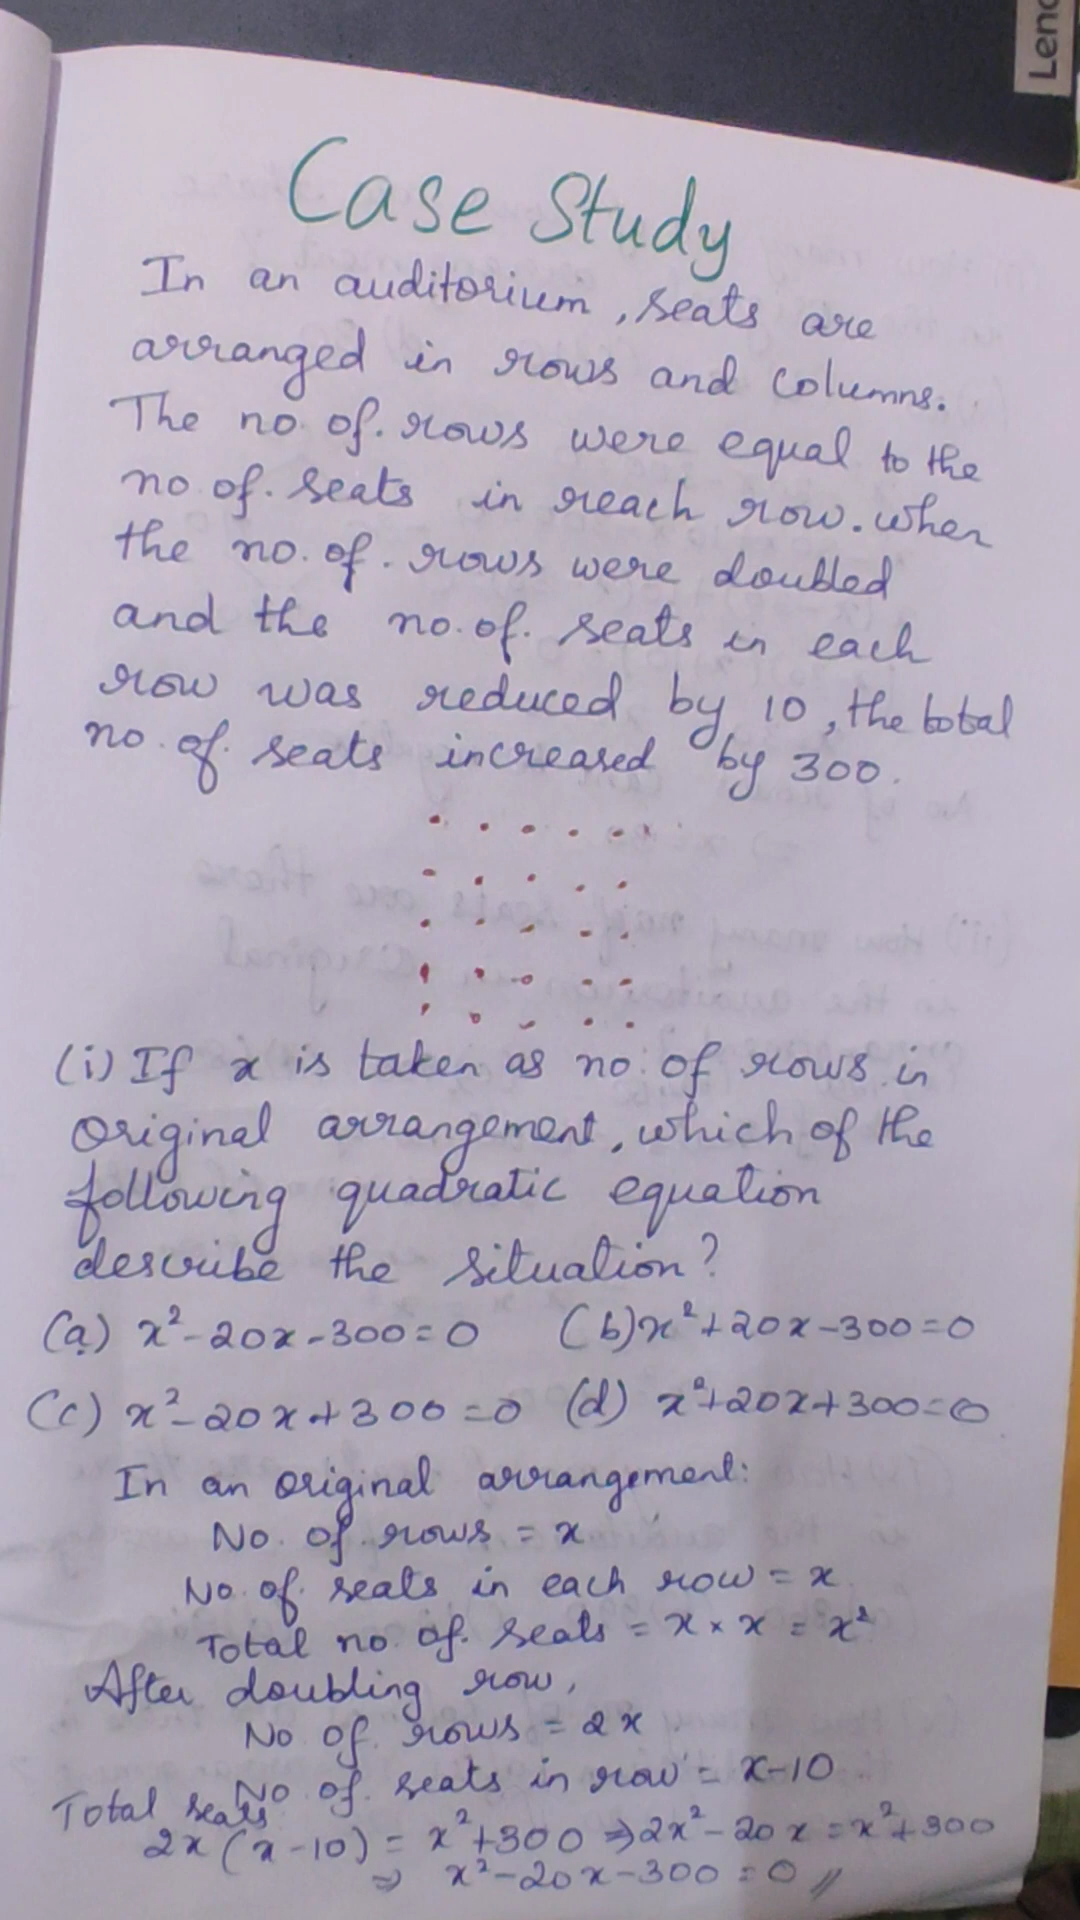 Leno
Case Study
In an auditorium, seats are
arranged in rows and columns.
The no. of. rows were equal to the
no. of. seats in reach row. when
the no. of. rows were doubled
and the no. of. seats in each
row was reduced by 10, the total
no. of. seats increased by 300.
(i) If x is taken as no. of rows in
original arrangement, which of the
following quadratic equation
describe the situation?
(a) x²-20x-300=0 (b) x²+20x-300=0
(c) x²-20x+300=0 (d) x²+20x+300=0
In an original arrangement:
No. of. rows = x
No. of. seats in each row = x
Total no. of. seats = x × x = x²
After doubling row,
No of. rows = 2x
No of. seats in row = x-10
Total seats
2x(x-10) = x²+300 ⇒ 2x²-20x = x²+300
⇒ x²-20x-300 = 0 //